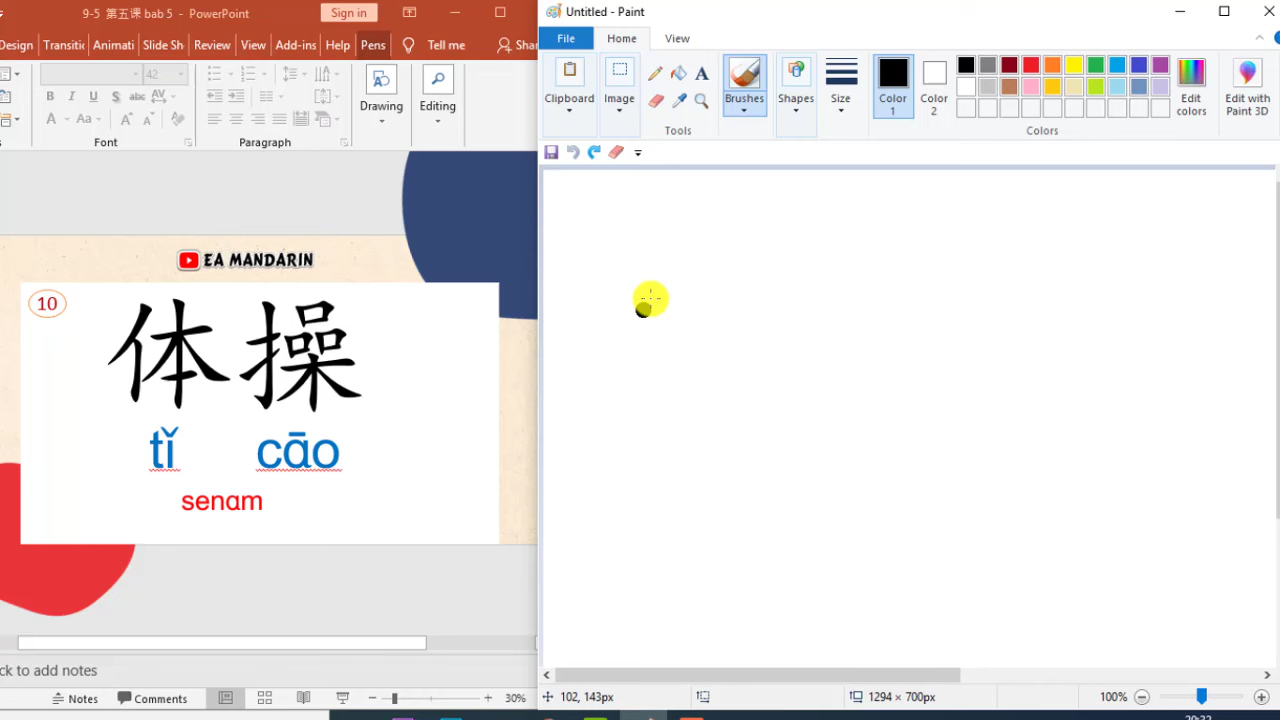 9-5 第五课 bab 5 - PowerPoint
Sign in
Design Transitic Animati Slide Sh Review View Add-ins Help Pens Tell me Shar
42
B I U S abc AV
A Aa A A
Font
Paragraph
Drawing
Editing
EA MANDARIN
10
体操
tǐ cāo
senam
ck to add notes
Notes
Comments
30%
Untitled - Paint
File Home View
Clipboard
Image
Tools
Brushes
Shapes
Size
Color 1
Color 2
Edit colors
Edit with Paint 3D
Colors
102, 143px
1294 × 700px
100%